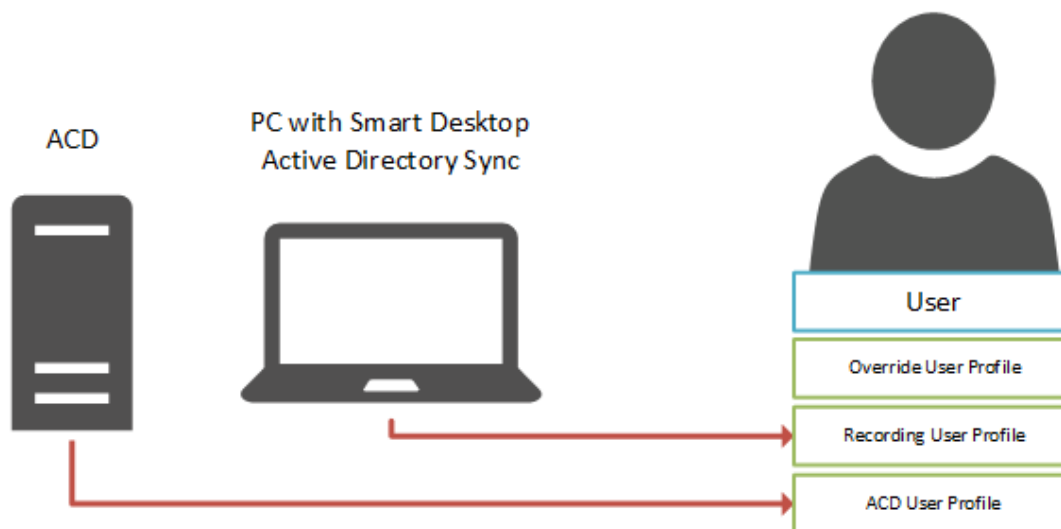 ACD
PC with Smart Desktop
Active Directory Sync
User
Override User Profile
Recording User Profile
ACD User Profile